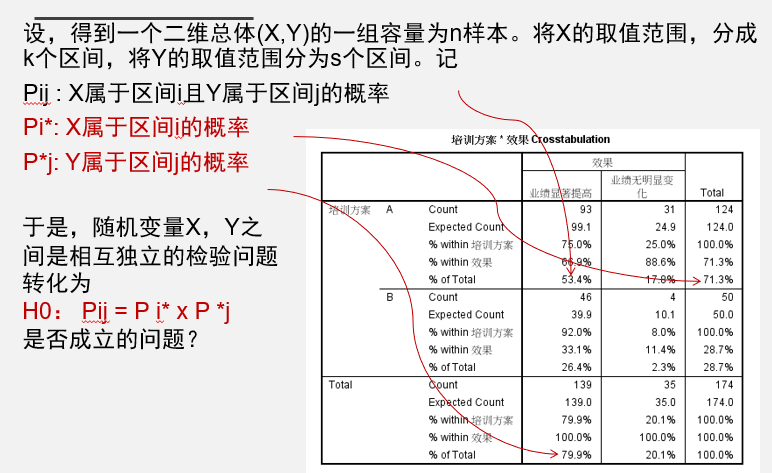 设，得到一个二维总体(X,Y)的一组容量为n样本。将X的取值范围，分成
k个区间，将Y的取值范围分为s个区间。记
Pij : X属于区间i且Y属于区间j的概率
Pi*: X属于区间i的概率
P*j: Y属于区间j的概率
于是，随机变量X，Y之
间是相互独立的检验问题
转化为
H0： Pij = P i* x P *j
是否成立的问题？
培训方案 * 效果 Crosstabulation
效果
业绩显著提高 业绩无明显变化 Total
培训方案 A Count 93 31 124
Expected Count 99.1 24.9 124.0
% within 培训方案 75.0% 25.0% 100.0%
% within 效果 66.9% 88.6% 71.3%
% of Total 53.4% 17.8% 71.3%
B Count 46 4 50
Expected Count 39.9 10.1 50.0
% within 培训方案 92.0% 8.0% 100.0%
% within 效果 33.1% 11.4% 28.7%
% of Total 26.4% 2.3% 28.7%
Total Count 139 35 174
Expected Count 139.0 35.0 174.0
% within 培训方案 79.9% 20.1% 100.0%
% within 效果 100.0% 100.0% 100.0%
% of Total 79.9% 20.1% 100.0%